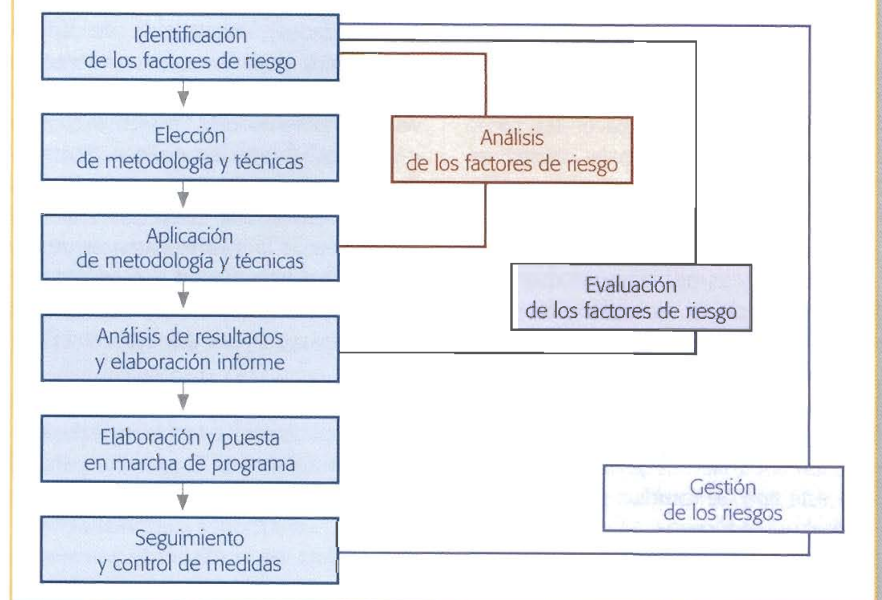 Identificación
de los factores de riesgo
Elección
de metodología y técnicas
Análisis
de los factores de riesgo
Aplicación
de metodología y técnicas
Evaluación
de los factores de riesgo
Análisis de resultados
y elaboración informe
Elaboración y puesta
en marcha de programa
Gestión
de los riesgos
Seguimiento
y control de medidas